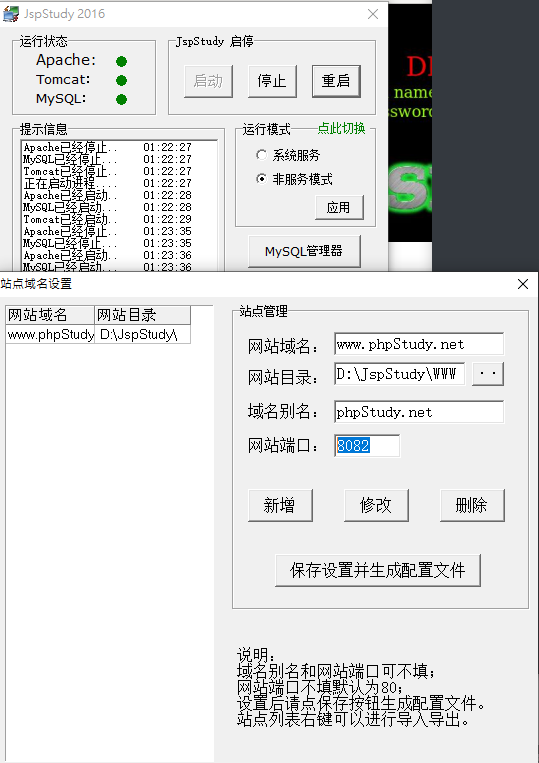 JspStudy 2016
运行状态
Apache:
Tomcat:
MySQL:
JspStudy 启停
启动
停止
重启
提示信息
Apache已经停止.. 01:22:27
MySQL已经停止... 01:22:27
Tomcat已经停止.. 01:22:27
正在启动进程.... 01:22:27
Apache已经启动.. 01:22:28
MySQL已经启动... 01:22:28
Tomcat已经启动.. 01:22:29
Apache已经停止.. 01:23:35
MySQL已经停止... 01:23:35
Apache已经启动.. 01:23:36
MySQL已经启动... 01:23:36
运行模式
点此切换
系统服务
非服务模式
应用
MySQL管理器
name
ssword
站点域名设置
网站域名 网站目录
www.phpStudy D:\JspStudy\
站点管理
网站域名： www.phpStudy.net
网站目录： D:\JspStudy\WWW ..
域名别名： phpStudy.net
网站端口： 8082
新增
修改
删除
保存设置并生成配置文件
说明：
域名别名和网站端口可不填；
网站端口不填默认为80；
设置后请点保存按钮生成配置文件。
站点列表右键可以进行导入导出。